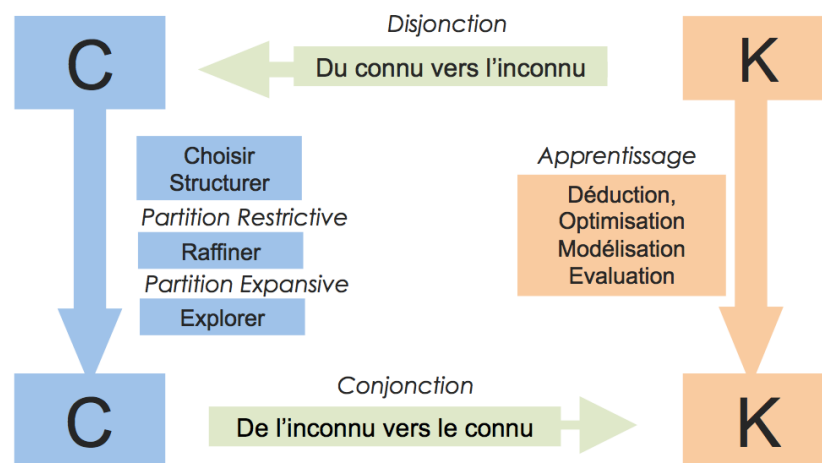 Disjonction
C
Du connu vers l'inconnu
K
Choisir
Structurer
Partition Restrictive
Raffiner
Partition Expansive
Explorer
Apprentissage
Déduction,
Optimisation
Modélisation
Evaluation
C
Conjonction
De l'inconnu vers le connu
K